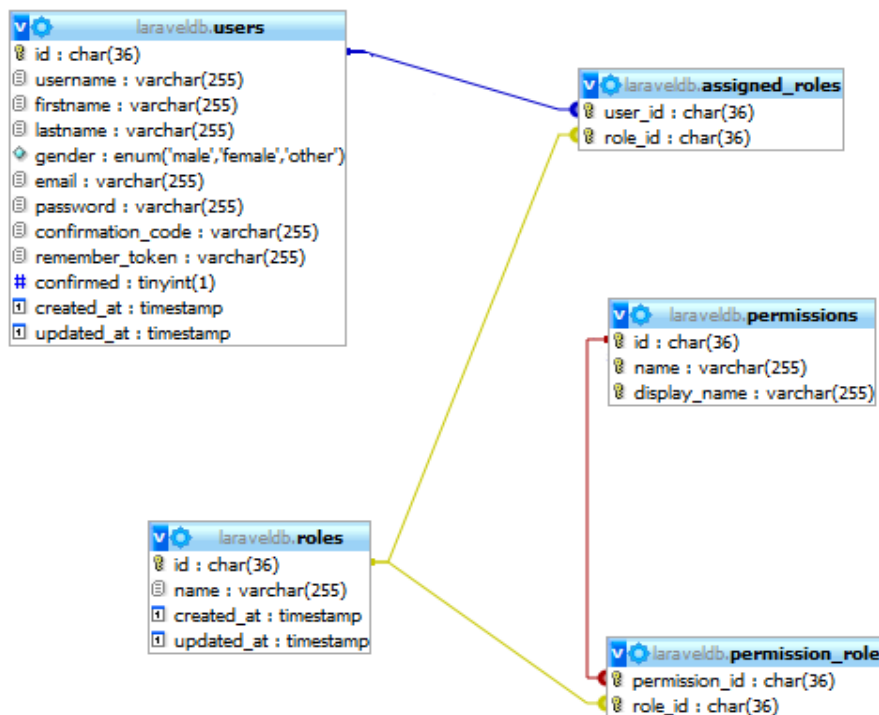 laraveldb.users
id : char(36)
username : varchar(255)
firstname : varchar(255)
lastname : varchar(255)
gender : enum('male','female','other')
email : varchar(255)
password : varchar(255)
confirmation_code : varchar(255)
remember_token : varchar(255)
# confirmed : tinyint(1)
created_at : timestamp
updated_at : timestamp
laraveldb.assigned_roles
user_id : char(36)
role_id : char(36)
laraveldb.permissions
id : char(36)
name : varchar(255)
display_name : varchar(255)
laraveldb.roles
id : char(36)
name : varchar(255)
created_at : timestamp
updated_at : timestamp
laraveldb.permission_role
permission_id : char(36)
role_id : char(36)